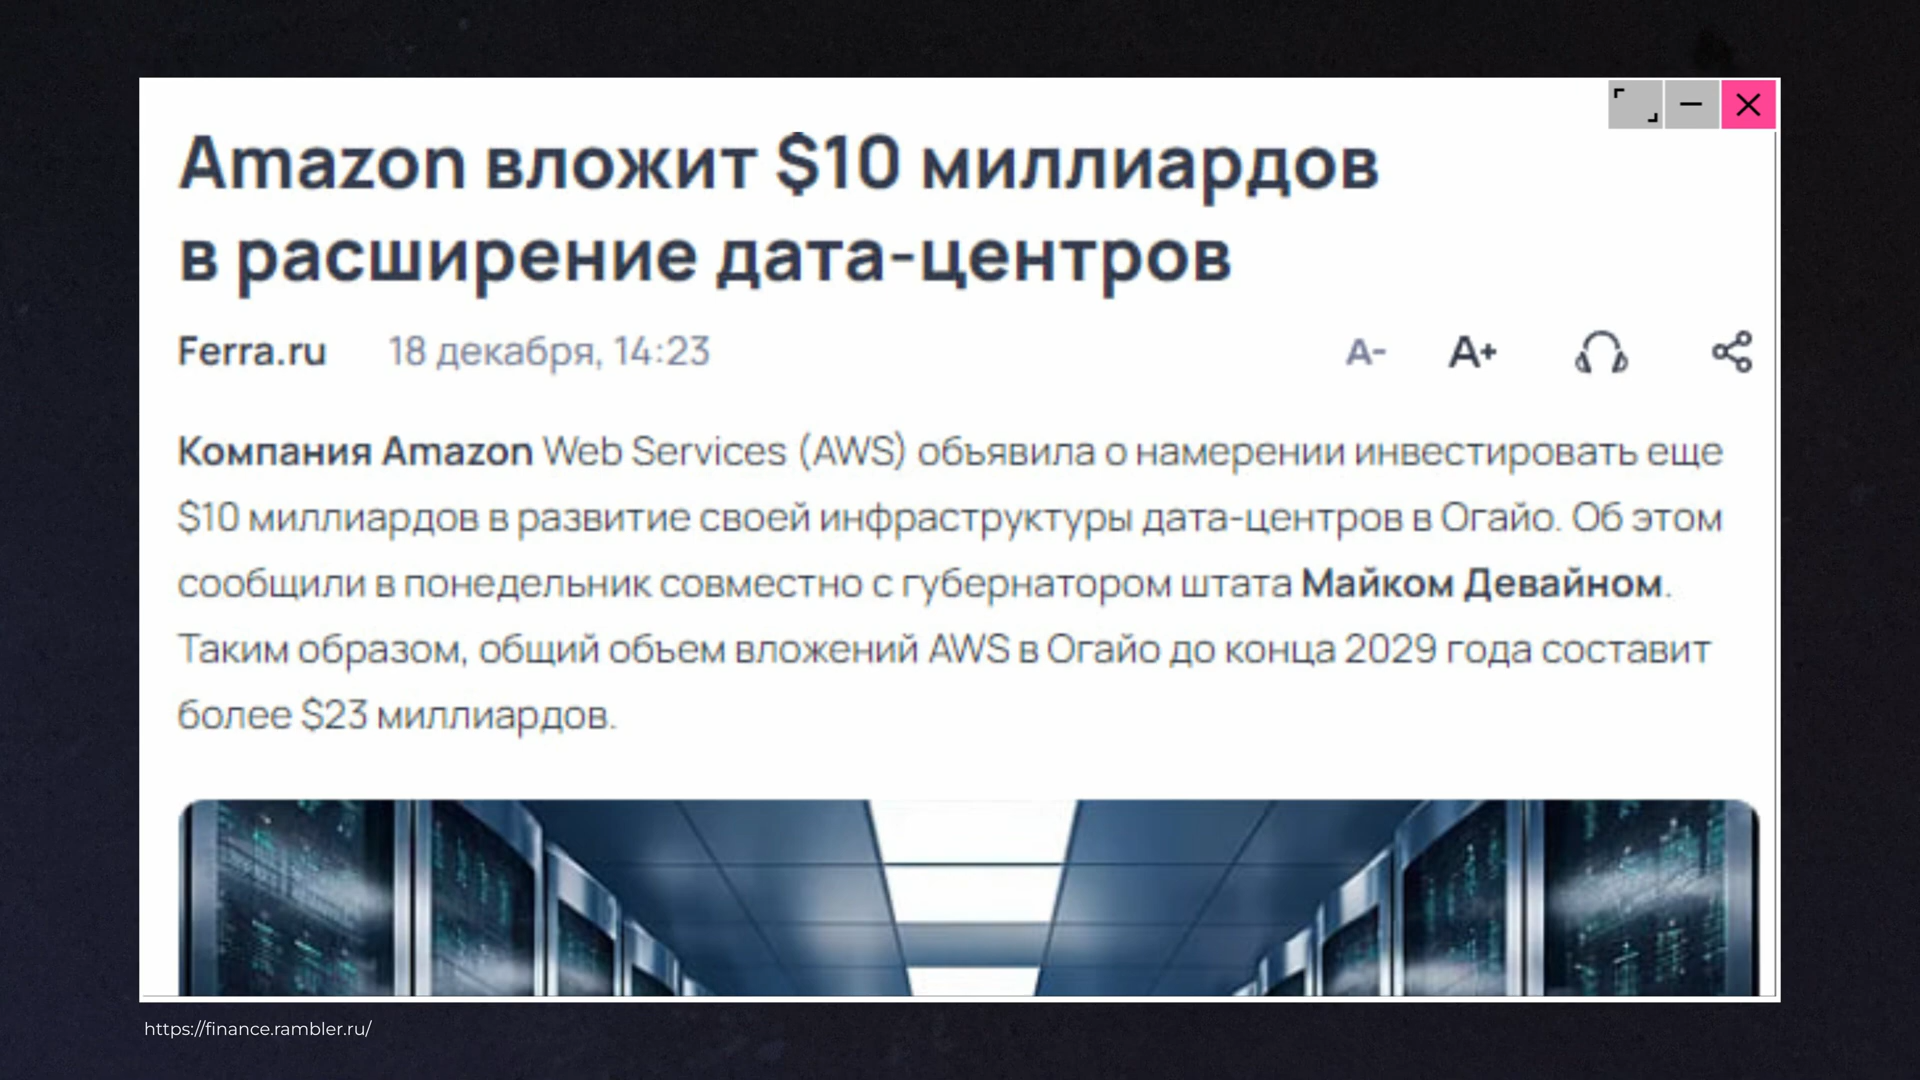 Amazon вложит $10 миллиардов
в расширение дата-центров
Ferra.ru 18 декабря, 14:23 A- A+
Компания Amazon Web Services (AWS) объявила о намерении инвестировать еще
$10 миллиардов в развитие своей инфраструктуры дата-центров в Огайо. Об этом
сообщили в понедельник совместно с губернатором штата Майком Девайном.
Таким образом, общий объем вложений AWS в Огайо до конца 2029 года составит
более $23 миллиардов.
https://finance.rambler.ru/